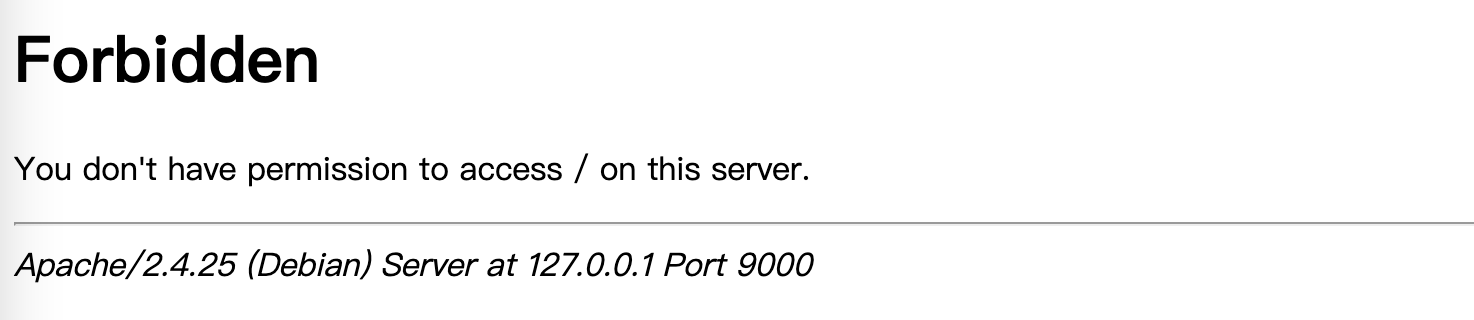 Forbidden
You don't have permission to access / on this server.
Apache/2.4.25 (Debian) Server at 127.0.0.1 Port 9000